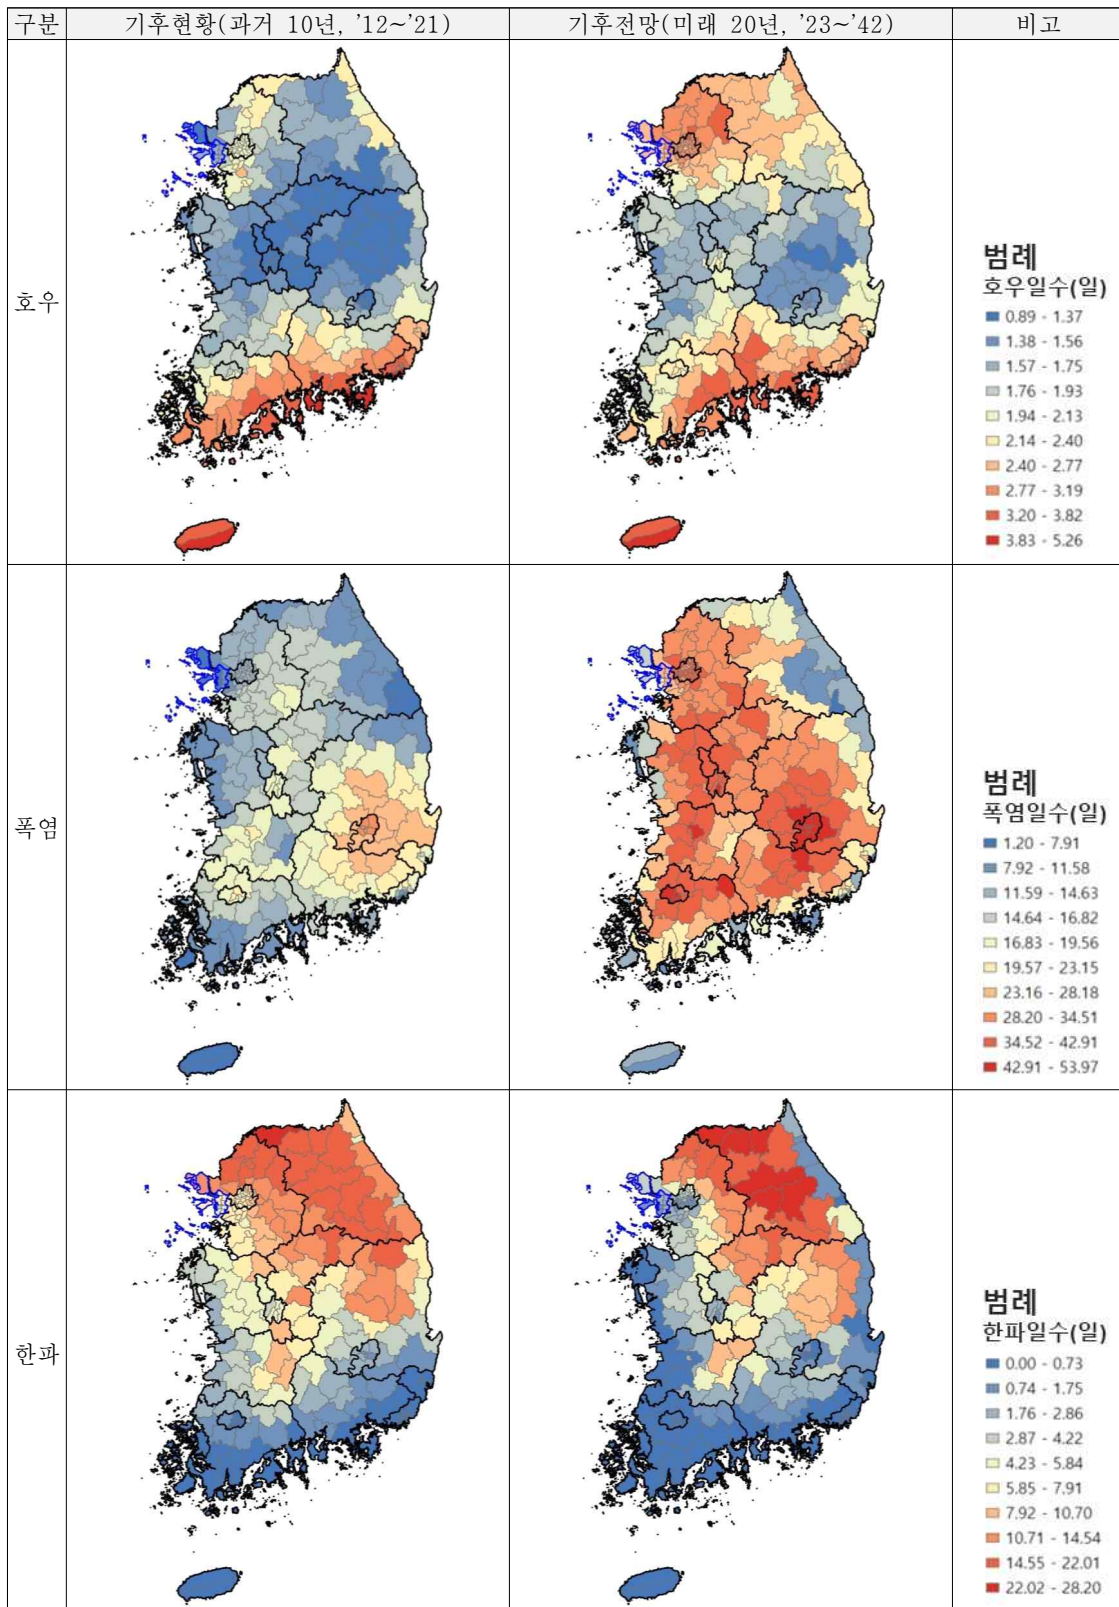 구분 기후현황(과거 10년, ’12~’21) 기후전망(미래 20년, ’23~’42) 비고
호우
범례
호우일수(일)
0.89 - 1.37
1.38 - 1.56
1.57 - 1.75
1.76 - 1.93
1.94 - 2.13
2.14 - 2.40
2.40 - 2.77
2.77 - 3.19
3.20 - 3.82
3.83 - 5.26
폭염
범례
폭염일수(일)
1.20 - 7.91
7.92 - 11.58
11.59 - 14.63
14.64 - 16.82
16.83 - 19.56
19.57 - 23.15
23.16 - 28.18
28.20 - 34.51
34.52 - 42.91
42.91 - 53.97
한파
범례
한파일수(일)
0.00 - 0.73
0.74 - 1.75
1.76 - 2.86
2.87 - 4.22
4.23 - 5.84
5.85 - 7.91
7.92 - 10.70
10.71 - 14.54
14.55 - 22.01
22.02 - 28.20